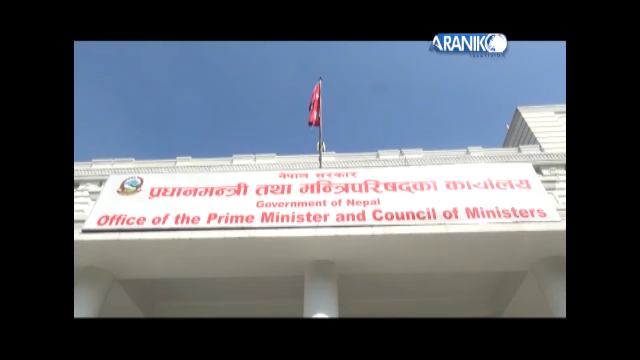 ARANIKO
TELEVISION
नेपाल सरकार
प्रधानमन्त्री तथा मन्त्रिपरिषद्को कार्यालय
Government of Nepal
Office of the Prime Minister and Council of Ministers